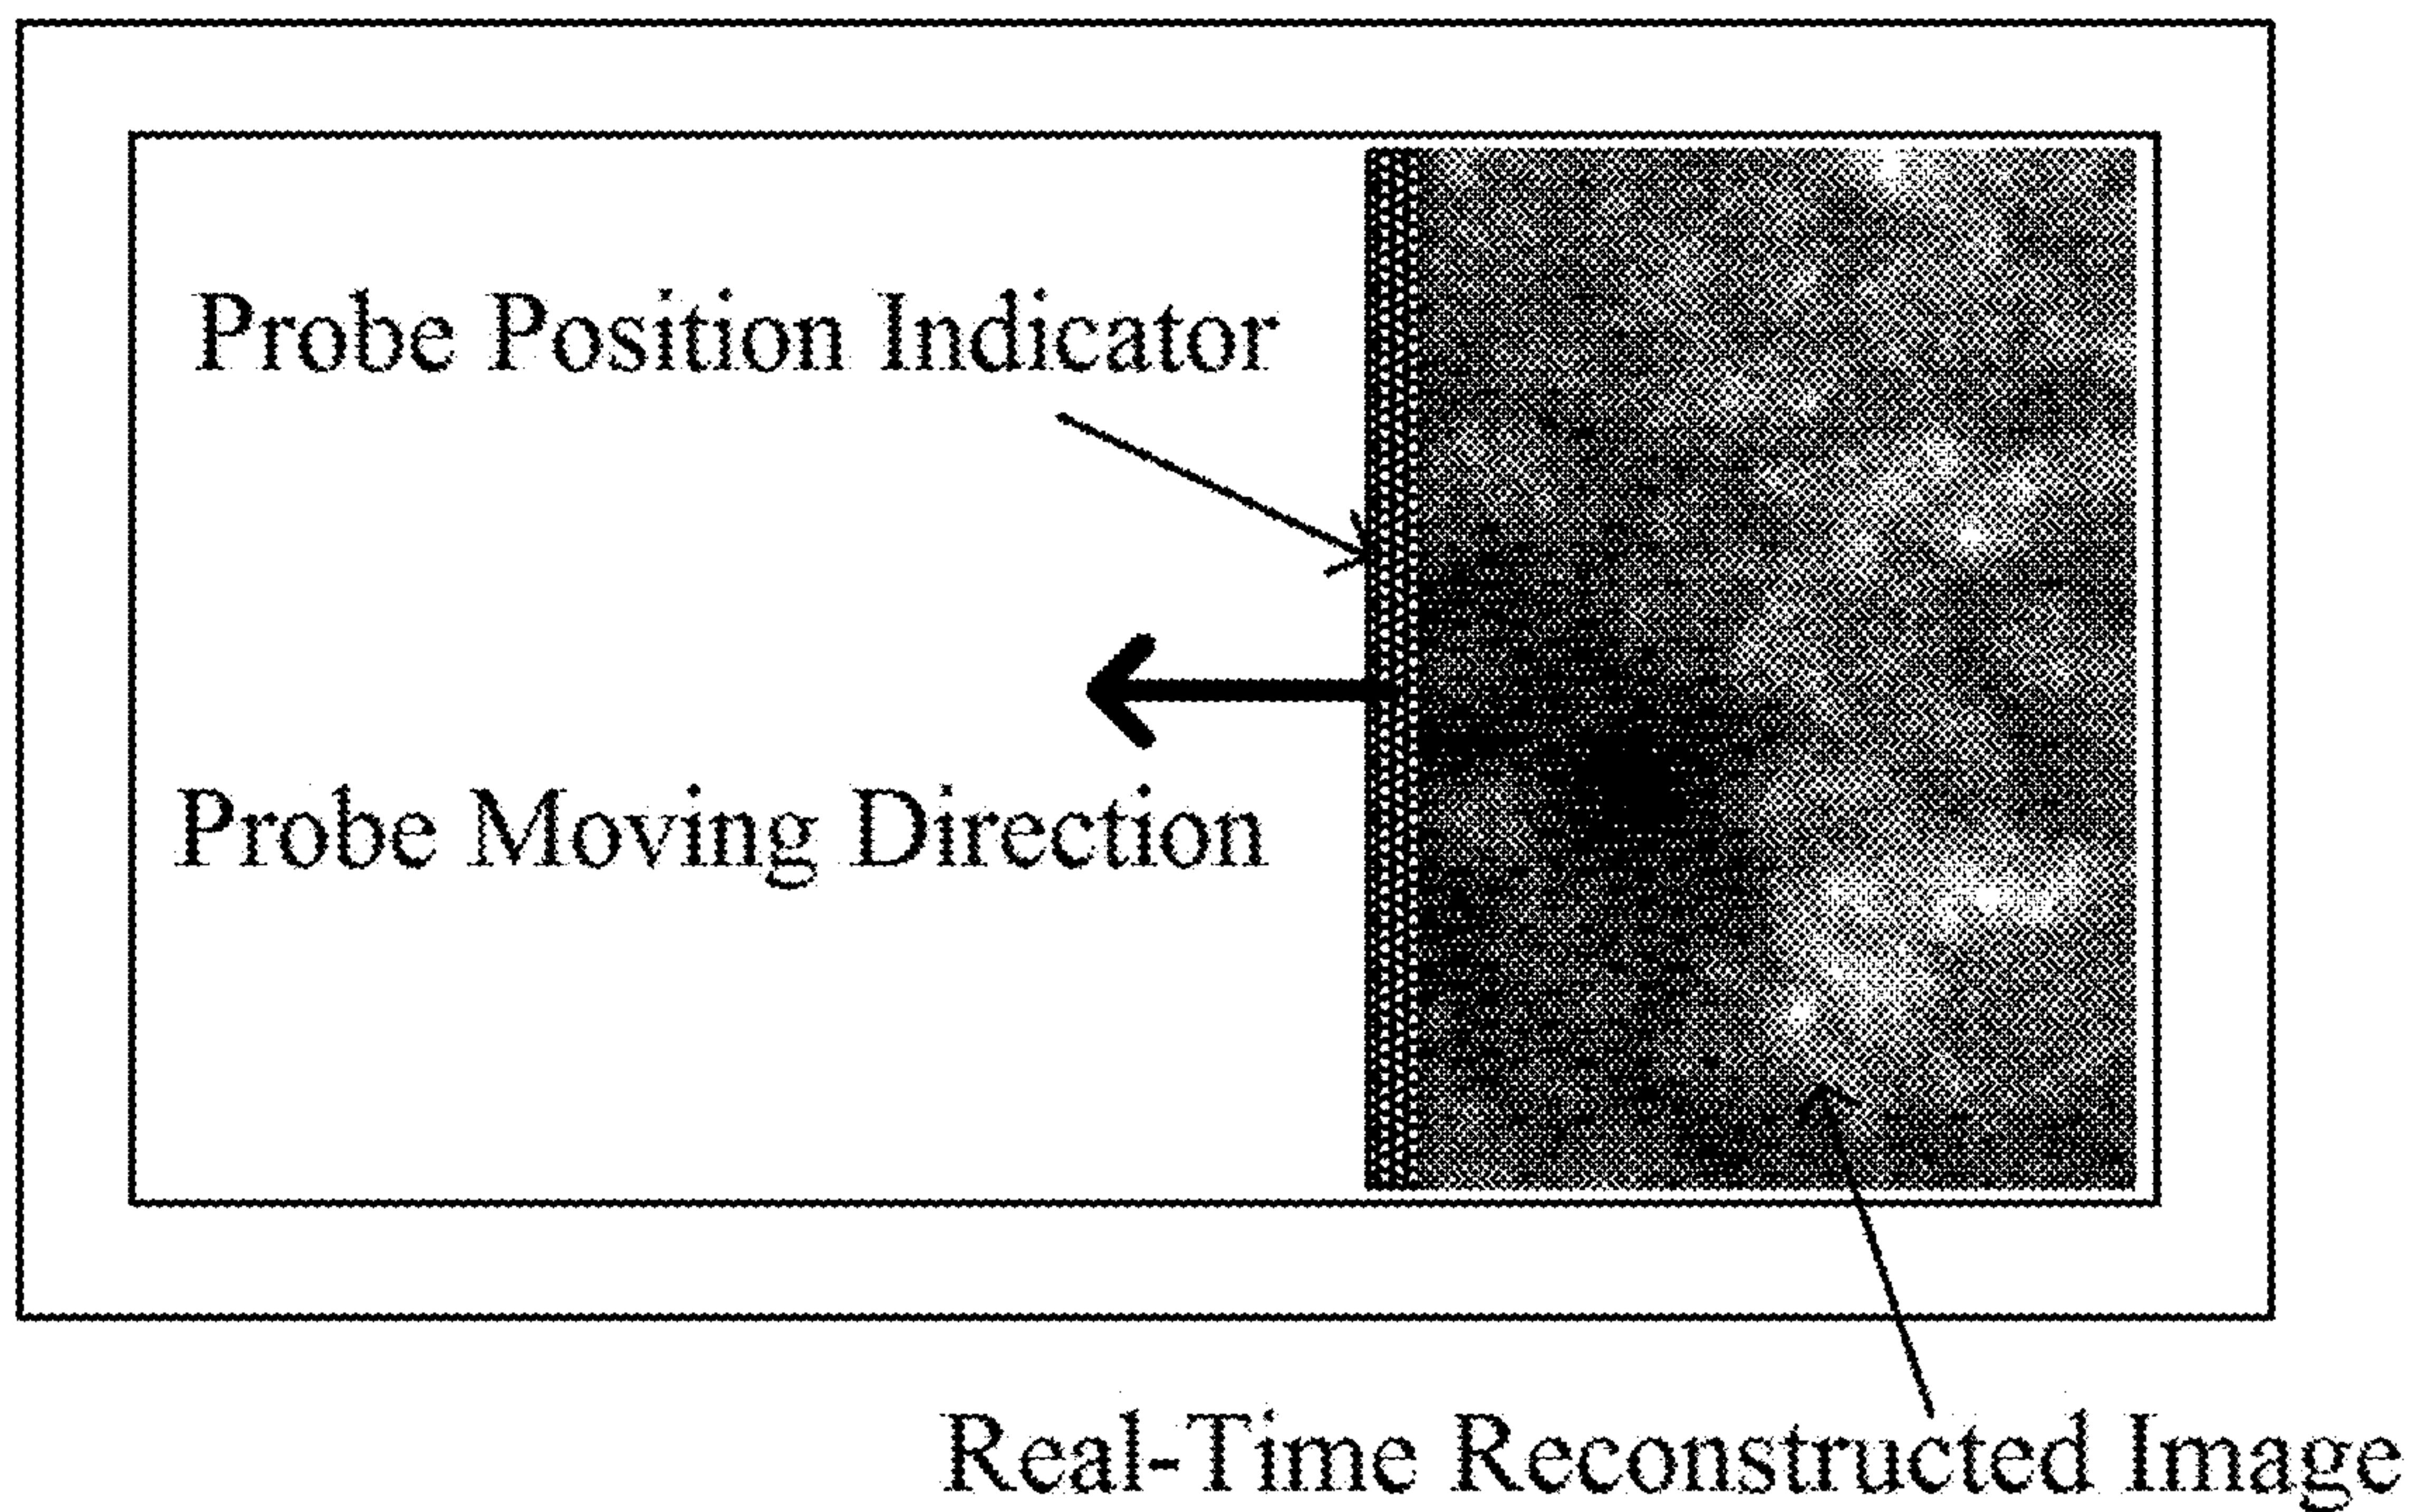 Probe Position Indicator
Probe Moving Direction
Real-Time Reconstructed Image